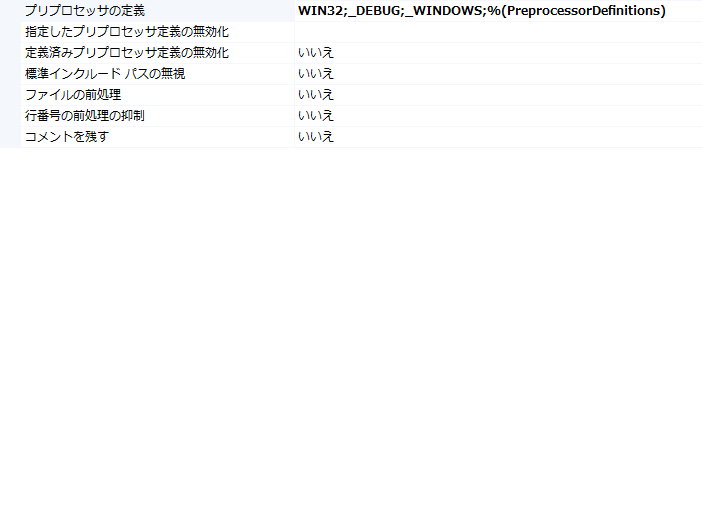 プリプロセッサの定義 WIN32;_DEBUG;_WINDOWS;%(PreprocessorDefinitions)
指定したプリプロセッサ定義の無効化
定義済みプリプロセッサ定義の無効化 いいえ
標準インクルード パスの無視 いいえ
ファイルの前処理 いいえ
行番号の前処理の抑制 いいえ
コメントを残す いいえ